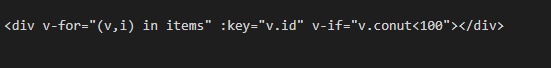 <div v-for="(v,i) in items" :key="v.id" v-if="v.conut<100"></div>